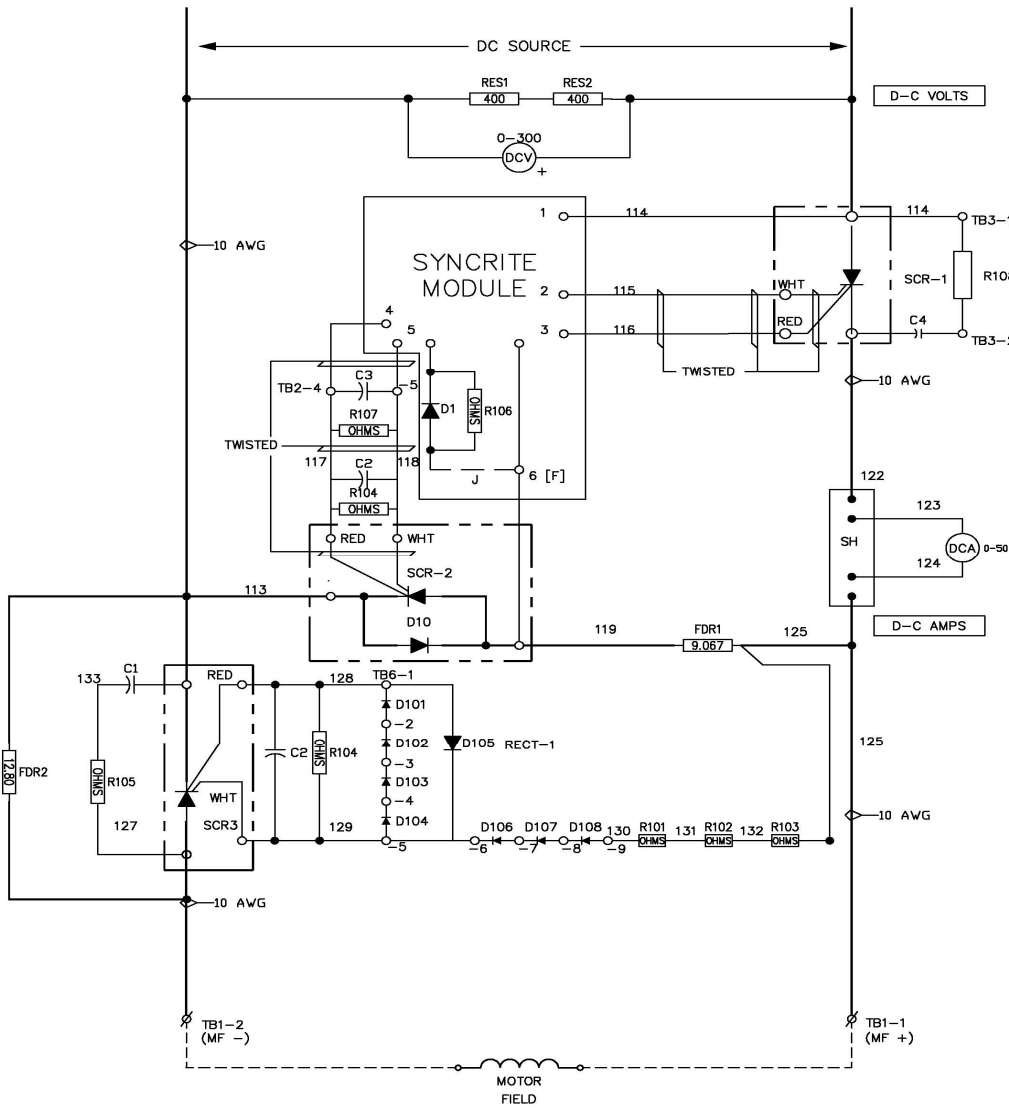 DC SOURCE
RES1
RES2
400
400
D-C VOLTS
0-300
DCV
+
1
114
114
TB3-1
10 AWG
SYNCRITE
MODULE
WHT
SCR-1
R108
2
115
4
RED
C4
3
116
5
TB3-2
TWISTED
10 AWG
C3
TB2-4
-5
D1
OHMS
R106
R107
OHMS
TWISTED
117
118
C2
J
6 [F]
122
R104
OHMS
123
RED
WHT
SH
DCA
0-50
124
SCR-2
113
D10
119
FDR1
125
D-C AMPS
9.067
C1
133
RED
128
TB6-1
D101
-2
12.80
FDR2
OHMS
R105
C2
OHMS
R104
D102
D105
RECT-1
125
-3
D103
WHT
-4
10 AWG
127
SCR3
129
D104
-5
D106
D107
D108
130
R101
131
R102
132
R103
-6
-7
-8
-9
OHMS
OHMS
OHMS
10 AWG
TB1-2
(MF -)
TB1-1
(MF +)
MOTOR
FIELD